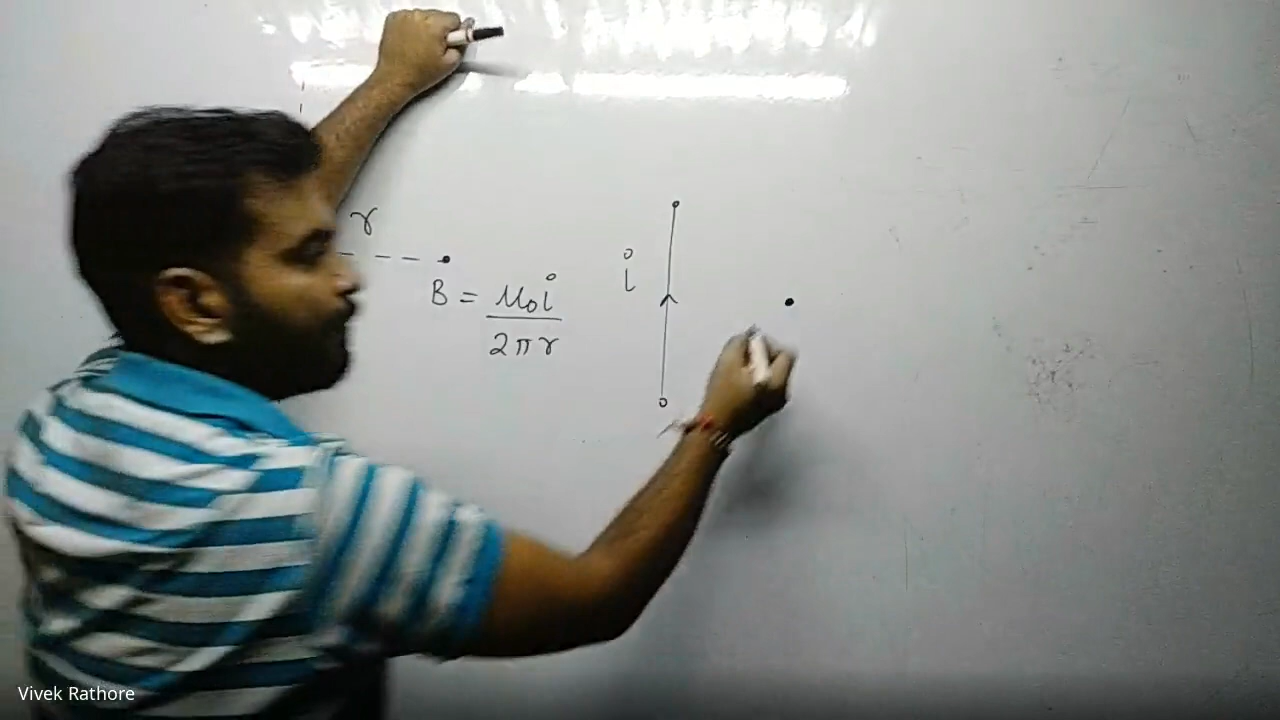 r
B = μ₀i
2πr
i
Vivek Rathore